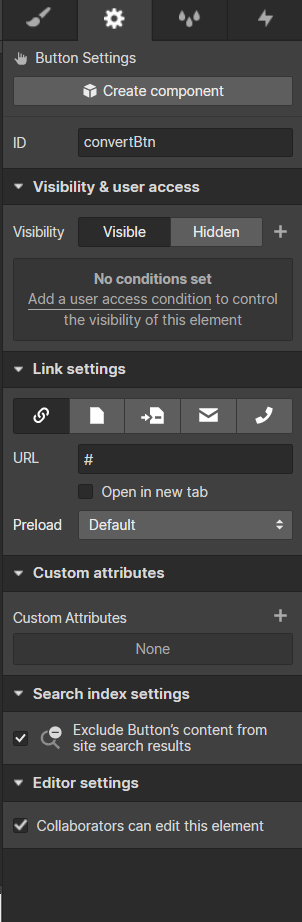 Button Settings
Create component
ID
convertBtn
Visibility & user access
Visibility
Visible
Hidden
No conditions set
Add a user access condition to control
the visibility of this element
Link settings
URL
#
Open in new tab
Preload
Default
Custom attributes
Custom Attributes
None
Search index settings
Exclude Button's content from
site search results
Editor settings
Collaborators can edit this element